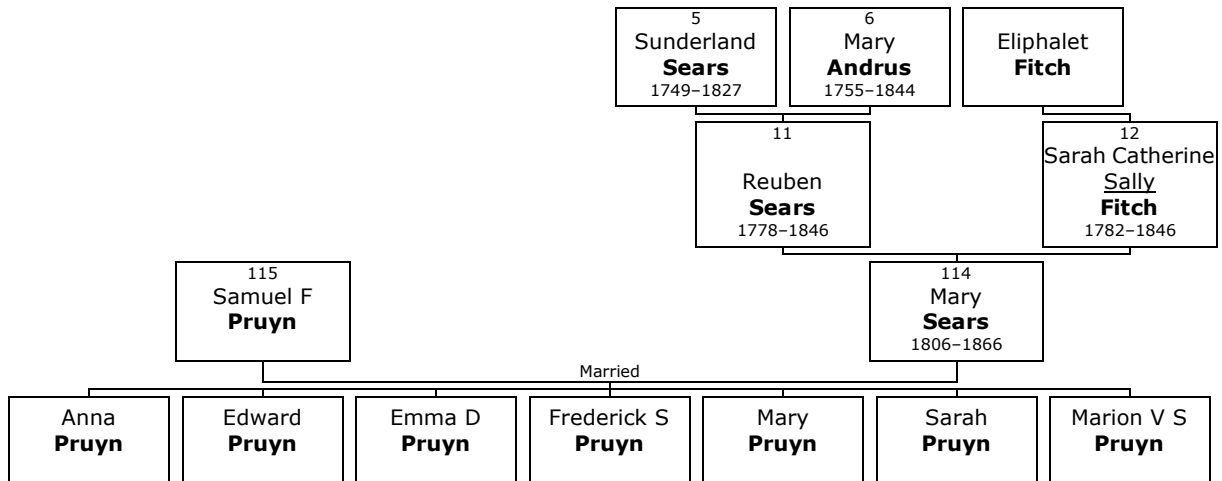 5
Sunderland
Sears
1749–1827
6
Mary
Andrus
1755–1844
Eliphalet
Fitch
11
Reuben
Sears
1778–1846
12
Sarah Catherine
Sally
Fitch
1782–1846
115
Samuel F
Pruyn
114
Mary
Sears
1806–1866
Married
Anna
Pruyn
Edward
Pruyn
Emma D
Pruyn
Frederick S
Pruyn
Mary
Pruyn
Sarah
Pruyn
Marion V S
Pruyn